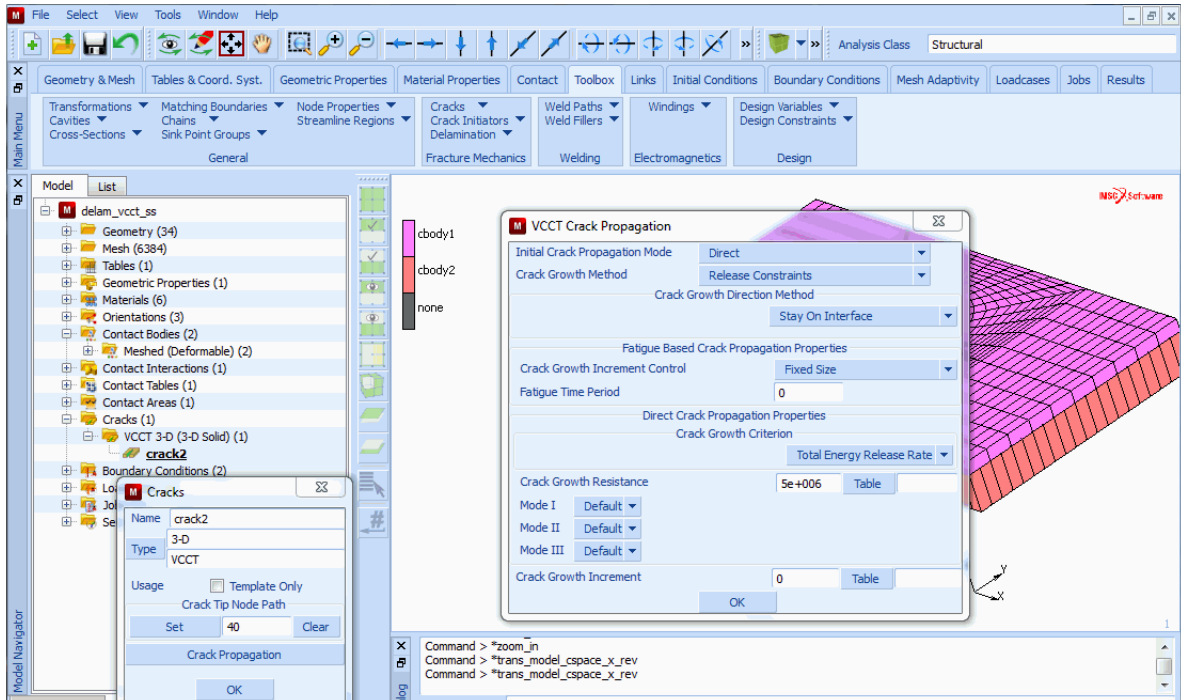 M File Select View Tools Window Help
» » Analysis Class Structural
Geometry & Mesh Tables & Coord. Syst. Geometric Properties Material Properties Contact Toolbox Links Initial Conditions Boundary Conditions Mesh Adaptivity Loadcases Jobs Results
Main Menu
Transformations Matching Boundaries Node Properties Cracks Weld Paths Windings Design Variables
Cavities Chains Streamline Regions Crack Initiators Weld Fillers Design Constraints
Cross-Sections Sink Point Groups Delamination
General Fracture Mechanics Welding Electromagnetics Design
Model List
M delam_vcct_ss
Geometry (34)
Mesh (6384)
Tables (1)
Geometric Properties (1)
Materials (6)
Orientations (3)
Contact Bodies (2)
Meshed (Deformable) (2)
Contact Interactions (1)
Contact Tables (1)
Contact Areas (1)
Cracks (1)
VCCT 3-D (3-D Solid) (1)
crack2
Boundary Conditions (2)
Lo
Jo
Se
Model Navigator
M Cracks
Name crack2
Type 3-D
VCCT
Usage Template Only
Crack Tip Node Path
Set 40 Clear
Crack Propagation
OK
cbody1
cbody2
none
MSC Software
M VCCT Crack Propagation
Initial Crack Propagation Mode Direct
Crack Growth Method Release Constraints
Crack Growth Direction Method
Stay On Interface
Fatigue Based Crack Propagation Properties
Crack Growth Increment Control Fixed Size
Fatigue Time Period 0
Direct Crack Propagation Properties
Crack Growth Criterion
Total Energy Release Rate
Crack Growth Resistance 5e+006 Table
Mode I Default
Mode II Default
Mode III Default
Crack Growth Increment 0 Table
OK
Y
X
1
Command > *zoom_in
Command > *trans_model_cspace_x_rev
Command > *trans_model_cspace_x_rev